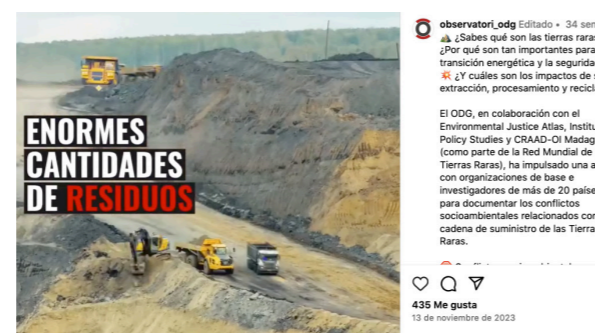 ENORMES
CANTIDADES
DE RESIDUOS
observatori_odg Editado • 34 sem
¿Sabes qué son las tierras raras
¿Por qué son tan importantes para
transición energética y la segurida
¿Y cuáles son los impactos de s
extracción, procesamiento y recicl
El ODG, en colaboración con el
Environmental Justice Atlas, Institu
Policy Studies y CRAAD-OI Madag
(como parte de la Red Mundial de
Tierras Raras), ha impulsado una a
con organizaciones de base e
investigadores de más de 20 paíse
para documentar los conflictos
socioambientales relacionados con
cadena de suministro de las Tierra
Raras.
435 Me gusta
13 de noviembre de 2023